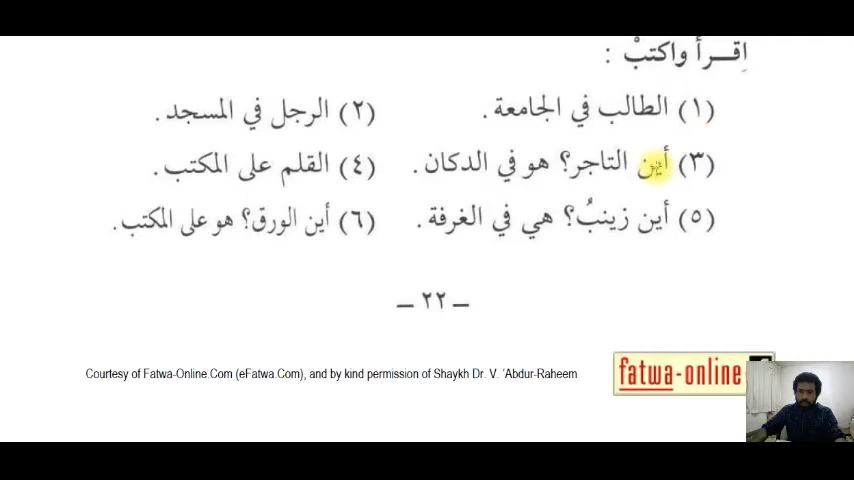 اِقـــرأ واكتبْ :
(١) الطالب في الجامعة. (٢) الرجل في المسجد.
(٣) أين التاجر؟ هو في الدكان. (٤) القلم على المكتب.
(٥) أين زينبُ؟ هي في الغرفة. (٦) أين الورق؟ هو على المكتب.
– ٢٢ –
Courtesy of Fatwa-Online.Com (eFatwa.Com), and by kind permission of Shaykh Dr. V. 'Abdur-Raheem
fatwa-online